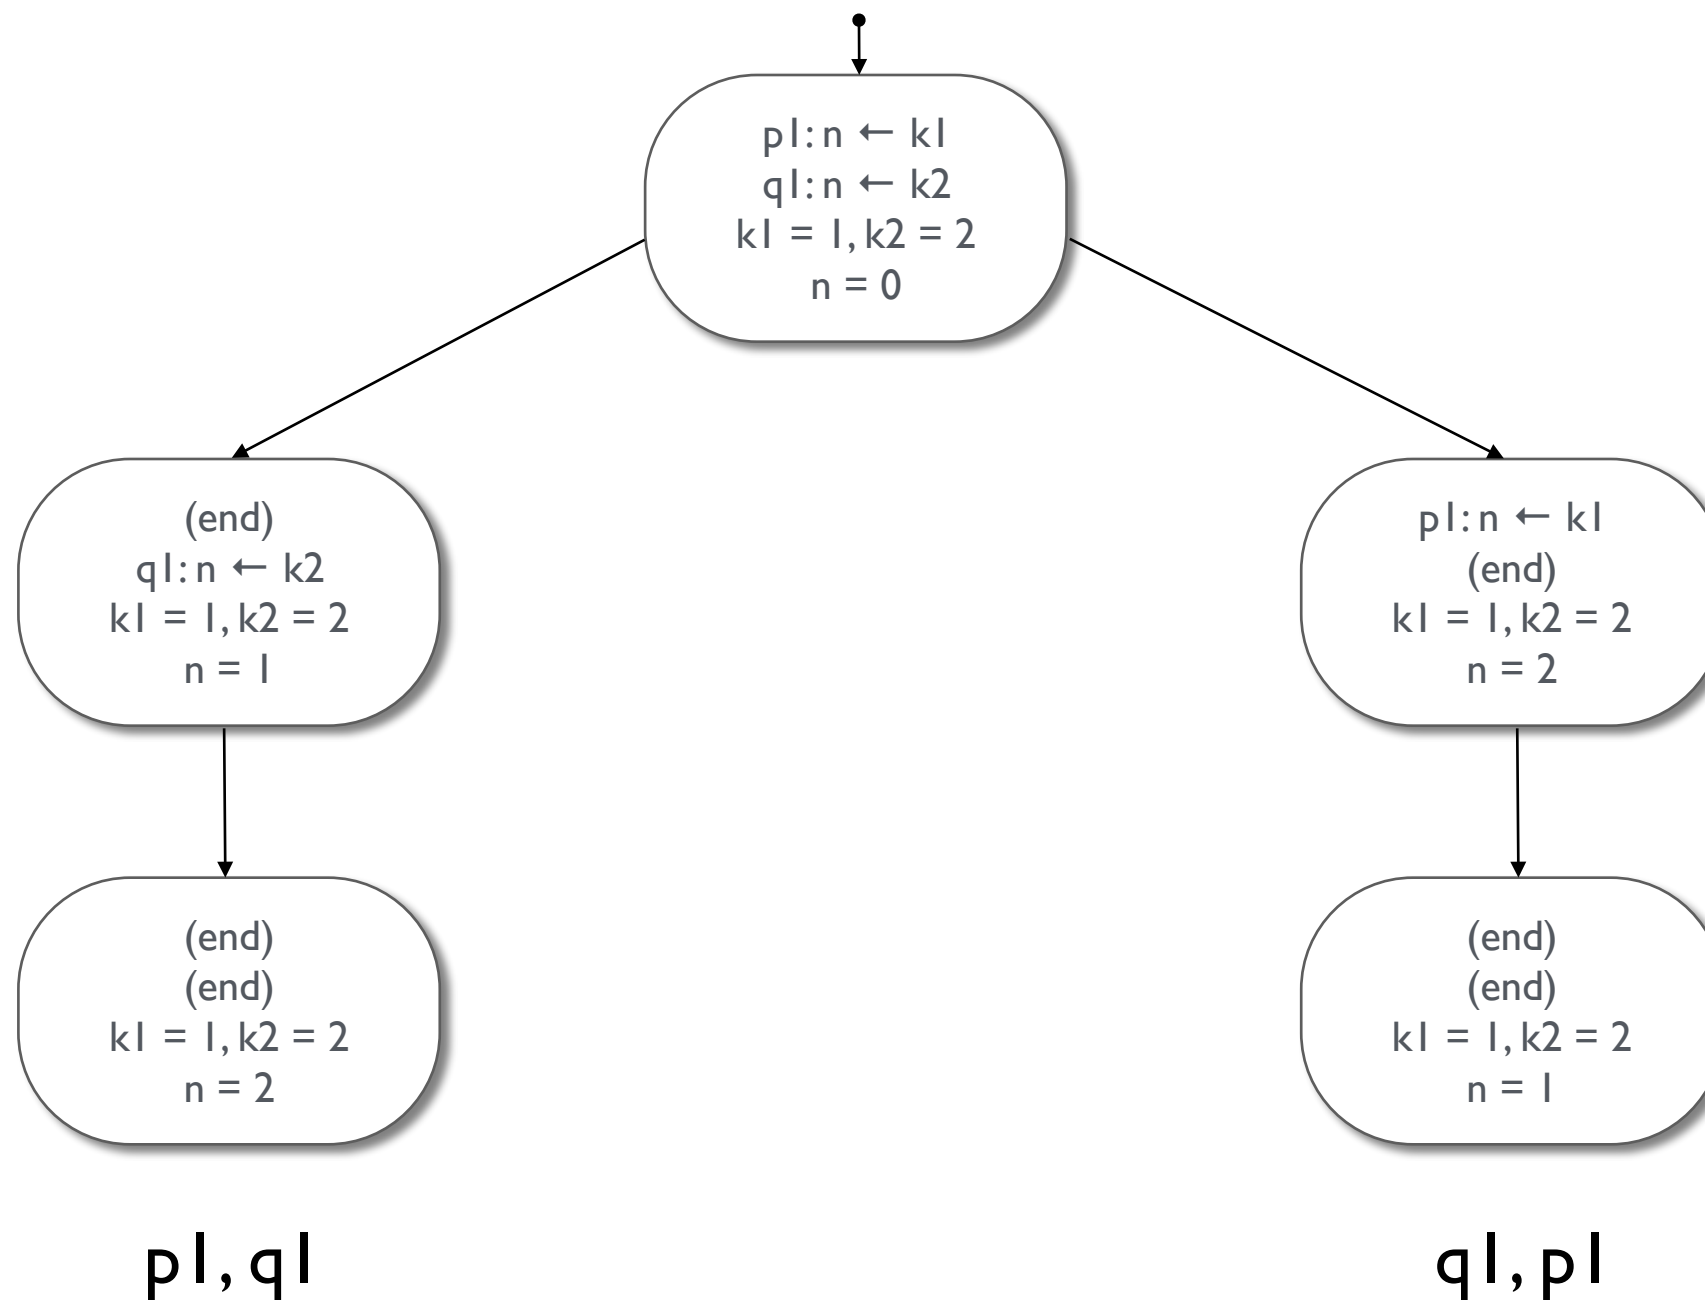 p1: n ← k1
q1: n ← k2
k1 = 1, k2 = 2
n = 0
(end)
q1: n ← k2
k1 = 1, k2 = 2
n = 1
p1: n ← k1
(end)
k1 = 1, k2 = 2
n = 2
(end)
(end)
k1 = 1, k2 = 2
n = 2
(end)
(end)
k1 = 1, k2 = 2
n = 1
p1, q1
q1, p1